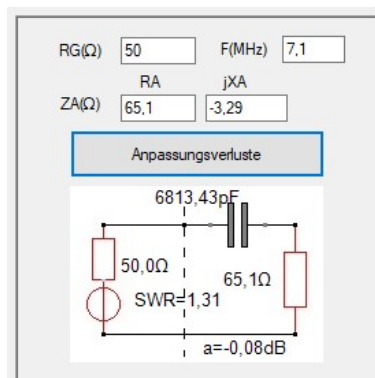 RG(Ω) 50 F(MHz) 7,1
RA jXA
ZA(Ω) 65,1 -3,29
Anpassungsverluste
6813,43pF
50,0Ω
65,1Ω
SWR=1,31
a=-0,08dB